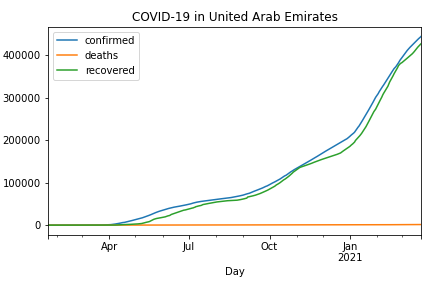 COVID-19 in United Arab Emirates
confirmed
deaths
recovered
400000
300000
200000
100000
0
Apr
Jul
Oct
Jan
2021
Day